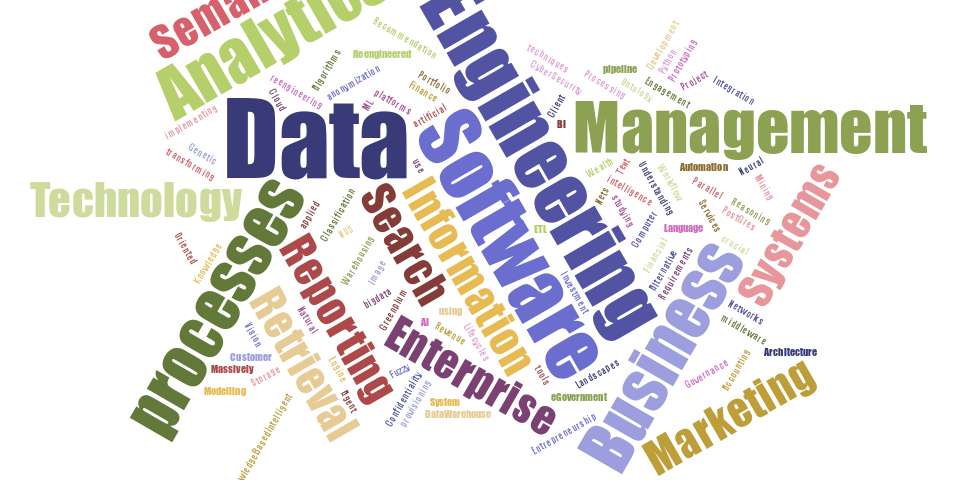 Seman
Analytics
Engineering
Recommendation
Reengineered
Algorithms
reengineering
anonymization
Cloud
ML
platforms
Portfolio
Finance
artificial
implementing
Genetic
transforming
Data
Software
techniques
CyberSecurity
Processing
pipeline
Ontology
Engagement
Development
Python
Prototyping
Project
Integration
Client
BI
Management
Technology
processes
applied
Classification
NUS
Search
use
Information
Wealth
Text
intelligence
Nets
studying
Understanding
Workflow
Automation
Neural
Mining
Parallel
Services
Reasoning
PostGres
Computer
Language
crucial
Systems
ETL
Oriented
Knowledge
Reporting
Warehousing
Image
bigdata
Greenplum
Financial
Alternative
Requirements
Business
Investment
Retrieval
Natural
Vision
using
AI
Revenue
Lifecycles
Enterprise
Networks
middleware
Architecture
Customer
Massively
Modelling
Storage
Engine
Agent
Fuzzy
Confidentiality
provisioning
System
DataWarehouse
tools
Landscapes
eGovernment
Governance
Accounting
Entrepreneurship
Marketing
wledgeBasedIntelligent